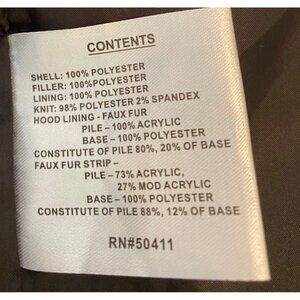 CONTENTS
SHELL: 100% POLYESTER
FILLER: 100%POLYESTER
LINING: 100% POLYESTER
KNIT: 98% POLYESTER 2% SPANDEX
HOOD LINING - FAUX FUR
PILE – 100% ACRYLIC
BASE – 100% POLYESTER
CONSTITUTE OF PILE 80%, 20% OF BASE
FAUX FUR STRIP –
PILE – 73% ACRYLIC,
27% MOD ACRYLIC
BASE – 100% POLYESTER
CONSTITUTE OF PILE 88%, 12% OF BASE
RN#50411